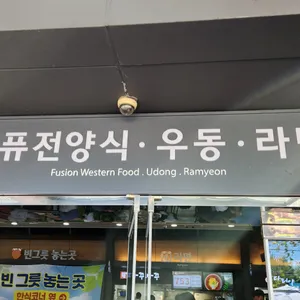 퓨전양식 · 우동 · 라
Fusion Western Food . Udong . Ramyeon
빈그릇 놓는곳
빈 그릇 놓는곳